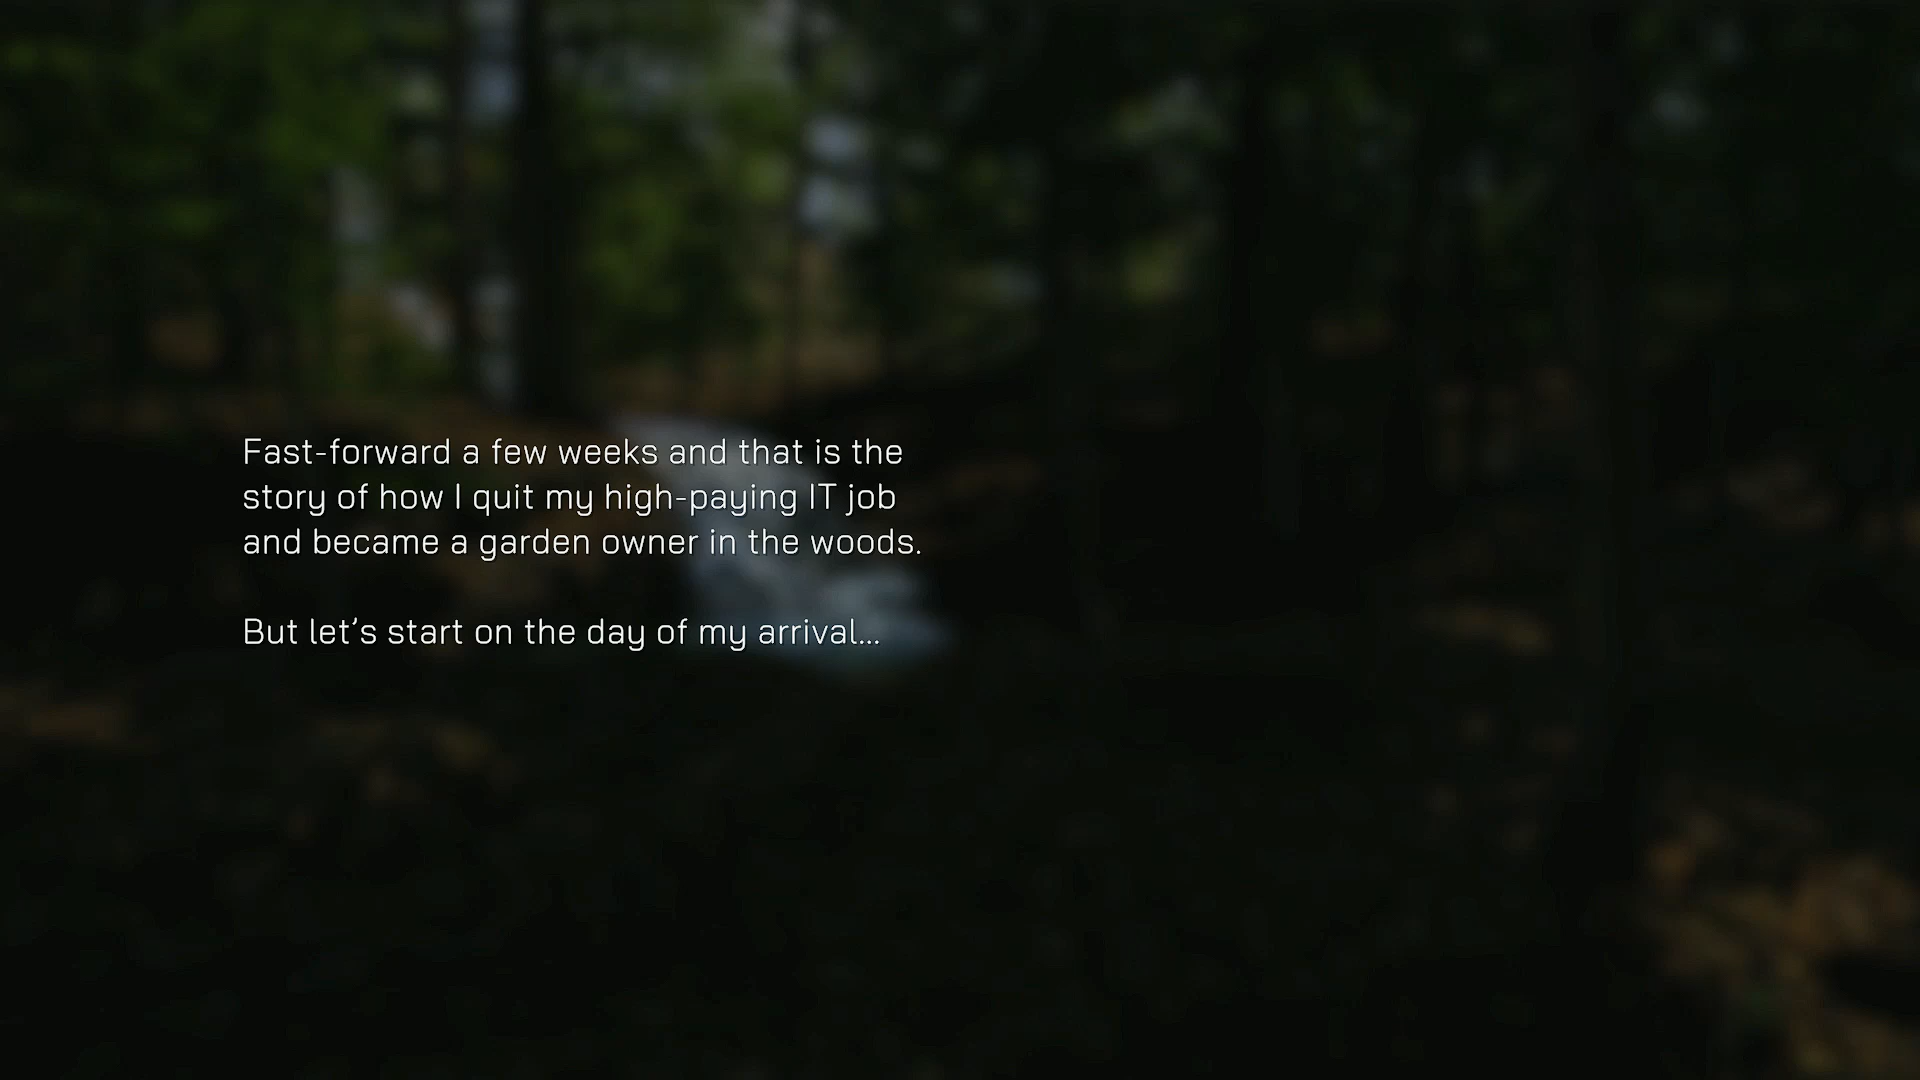 Fast-forward a few weeks and that is the
story of how I quit my high-paying IT job
and became a garden owner in the woods.
But let’s start on the day of my arrival...